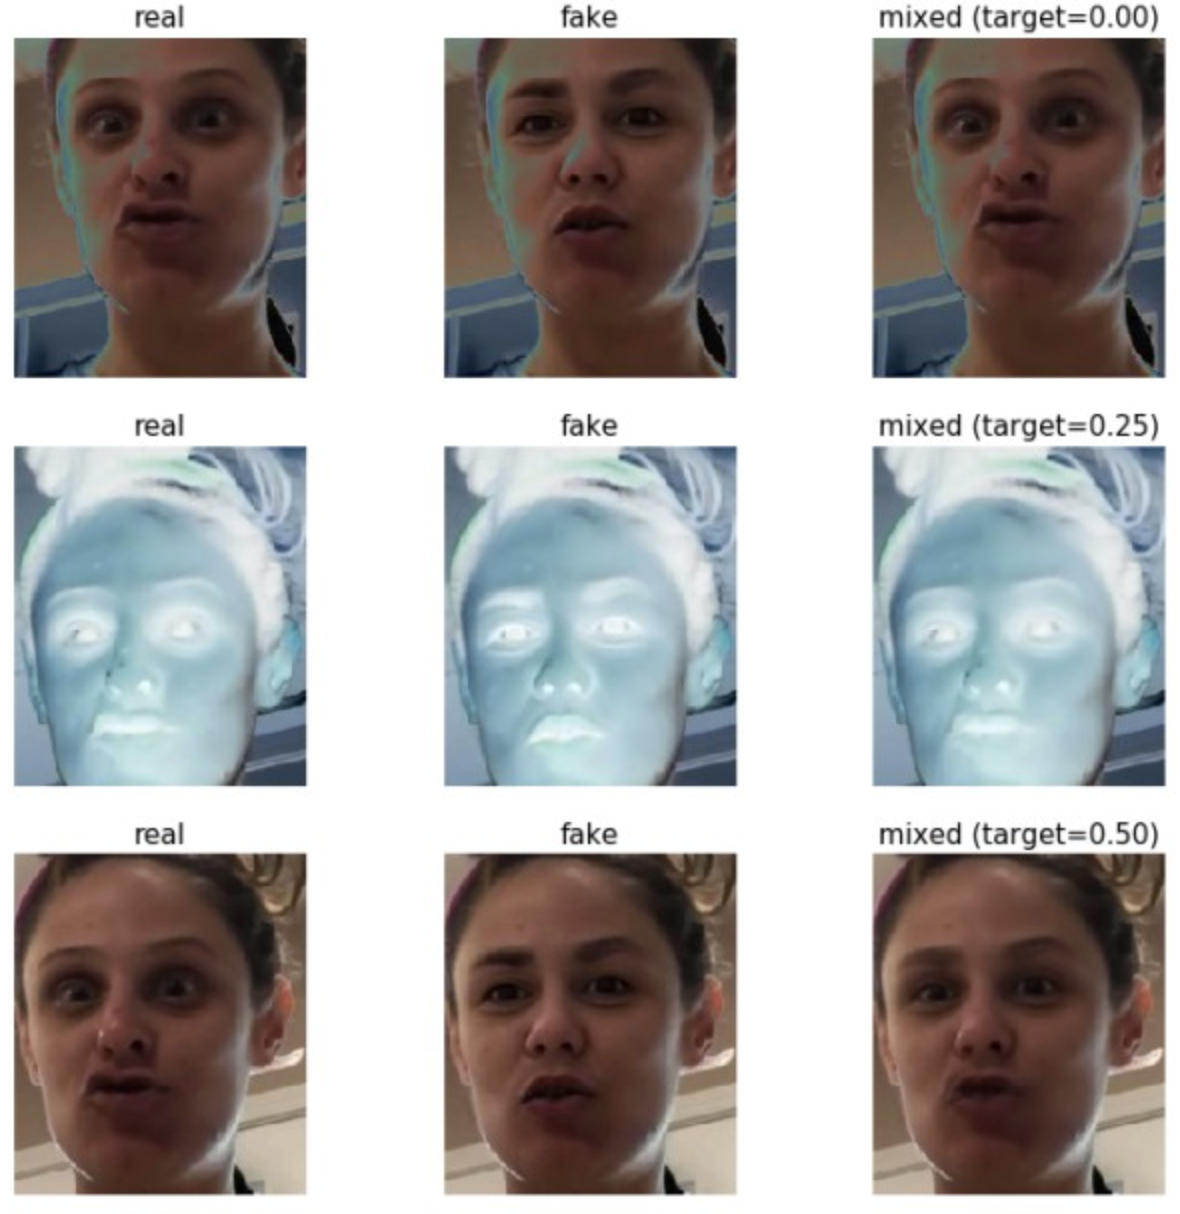 real fake mixed (target=0.00)
real fake mixed (target=0.25)
real fake mixed (target=0.50)